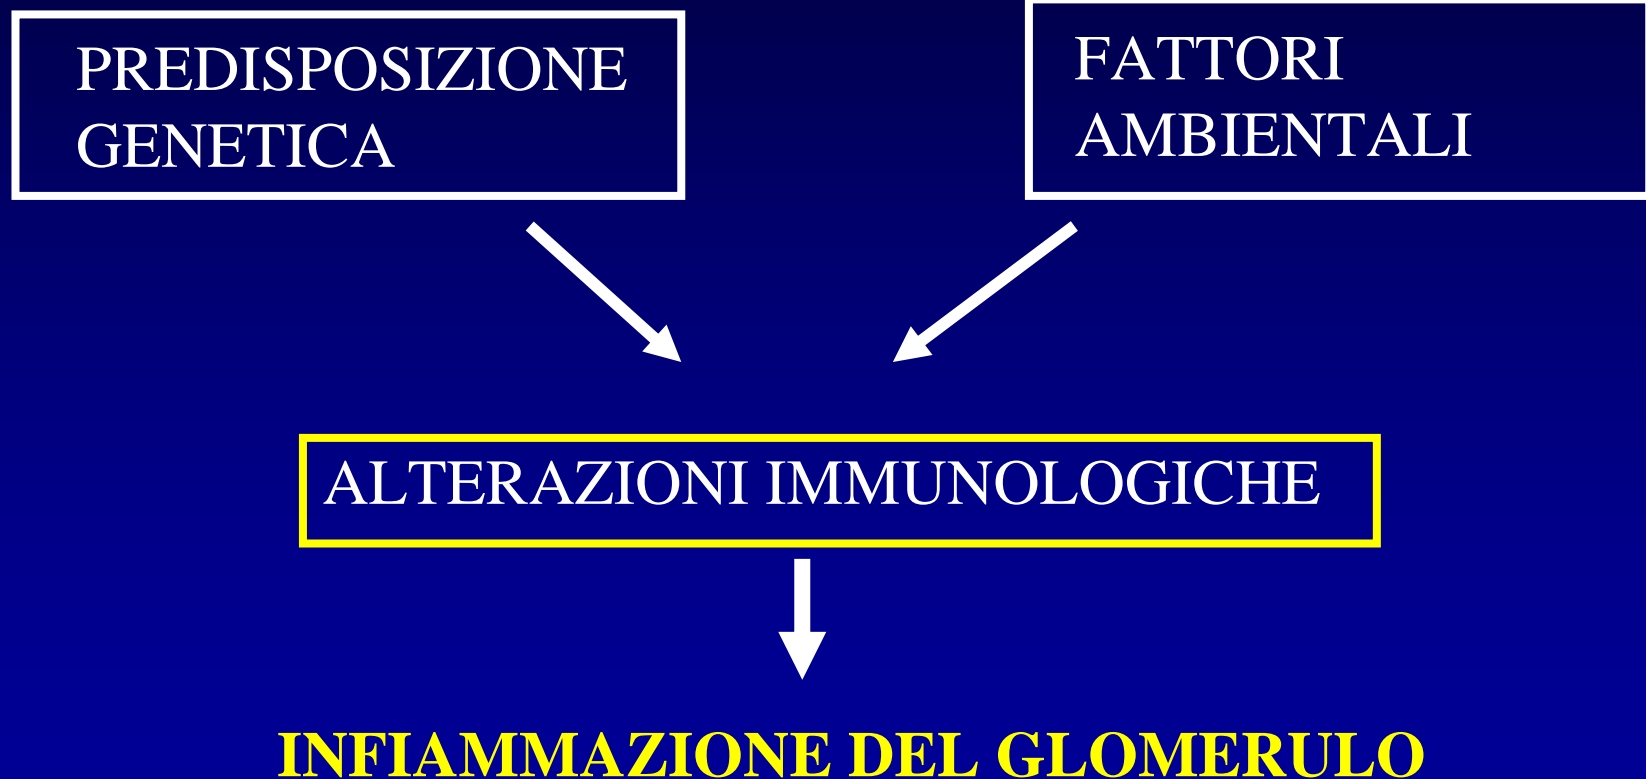 PREDISPOSIZIONE
GENETICA
FATTORI
AMBIENTALI
ALTERAZIONI IMMUNOLOGICHE
INFIAMMAZIONE DEL GLOMERULO